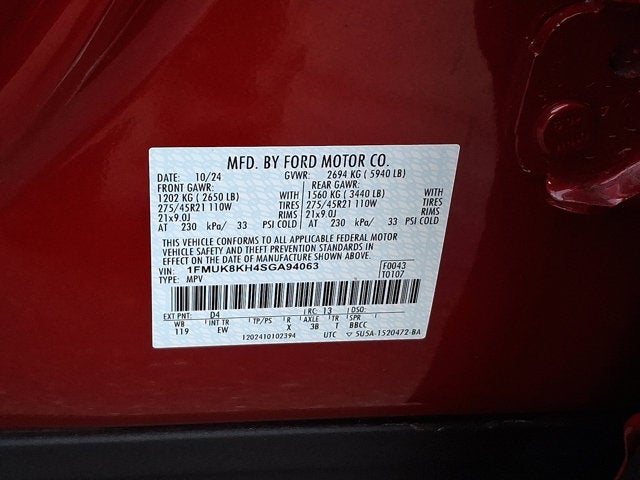 MFD. BY FORD MOTOR CO.
DATE: 10/24 GVWR: 2694 KG ( 5940 LB)
FRONT GAWR: REAR GAWR:
1202 KG ( 2650 LB) WITH 1560 KG ( 3440 LB) WITH
275/45R21 110W TIRES 275/45R21 110W TIRES
21x9.0J RIMS 21x9.0J RIMS
AT 230 kPa/ 33 PSI COLD AT 230 kPa/ 33 PSI COLD
THIS VEHICLE CONFORMS TO ALL APPLICABLE FEDERAL MOTOR
VEHICLE SAFETY AND THEFT PREVENTION STANDARDS IN
EFFECT ON THE DATE OF MANUFACTURE SHOWN ABOVE.
VIN: 1FMUK8KH4SGA94063 F0043
TYPE: MPV T0107
EXT PNT: D4 RC: 13 DSO:
WB INT TR TP/PS R AXLE TR SPR
119 EW X 3B T BBCC
1202410102394 UTC ▽ 5U5A-1520472-BA